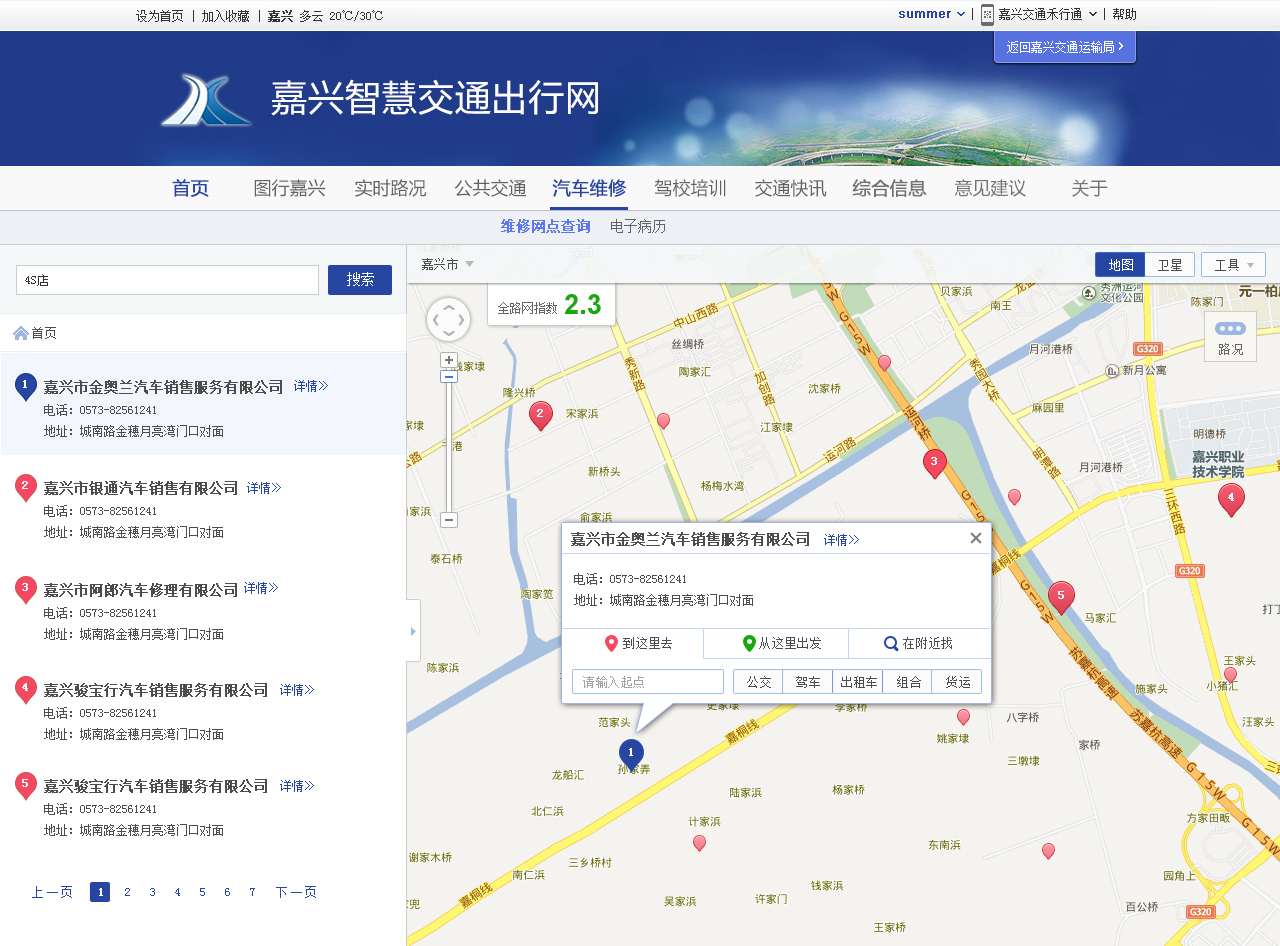 设为首页 | 加入收藏 | 嘉兴 多云 20℃/30℃
summer | 嘉兴交通禾行通 | 帮助
返回嘉兴交通运输局
嘉兴智慧交通出行网
首页 图行嘉兴 实时路况 公共交通 汽车维修 驾校培训 交通快讯 综合信息 意见建议 关于
维修网点查询 电子病历
4S店
搜索
首页
1
嘉兴市金奥兰汽车销售服务有限公司 详情
电话：0573-82561241
地址：城南路金穗月亮湾门口对面
2
嘉兴市银通汽车销售有限公司 详情
电话：0573-82561241
地址：城南路金穗月亮湾门口对面
3
嘉兴市阿郎汽车修理有限公司 详情
电话：0573-82561241
地址：城南路金穗月亮湾门口对面
4
嘉兴骏宝行汽车销售服务有限公司 详情
电话：0573-82561241
地址：城南路金穗月亮湾门口对面
5
嘉兴骏宝行汽车销售服务有限公司 详情
电话：0573-82561241
地址：城南路金穗月亮湾门口对面
上一页 1 2 3 4 5 6 7 下一页
嘉兴市
地图 卫星 工具
全路网指数 2.3
路况
贝家浜
南王
秀洲运河
文化公园
陈家门
元一柏
中山西路
G15W
丝绸桥
月河港桥
G320
钱家埭
秀新路
陶家汇
加创路
沈家桥
秀园大桥
新月公寓
隆兴桥
2
宋家浜
江家埭
运河桥
麻园里
明德桥
运河路
3
明慧路
月河港桥
嘉兴职业
技术学院
新桥头
杨梅水湾
G15W
4
三环西路
俞家浜
泰石桥
嘉桐线
G320
陶家笕
G15W
5
马家汇
陈家浜
苏嘉杭高速
王家头
小猪汇
施家头
嘉兴市金奥兰汽车销售服务有限公司 详情
电话：0573-82561241
地址：城南路金穗月亮湾门口对面
到这里去 从这里出发 在附近找
请输入起点
公交 驾车 出租车 组合 货运
范家头
李家桥
八字桥
苏嘉杭高速
汪家头
嘉桐线
姚家埭
家桥
1
三墩埭
龙船汇
G15W
陆家浜
杨家桥
北仁浜
计家浜
方家田畈
G15W
东南浜
谢家木桥
三乡桥村
南仁浜
园角上
嘉桐线
钱家浜
吴家浜
许家门
百公桥
G320
王家桥